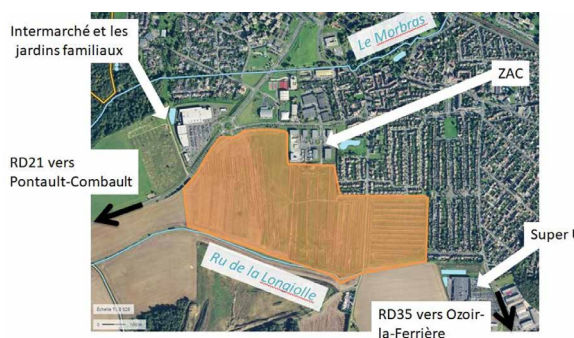 Intermarché et les
jardins familiaux
Le Morbras
ZAC
RD21 vers
Pontault-Combault
Ru de la Longiolle
Super U
RD35 vers Ozoir-
la-Ferrière